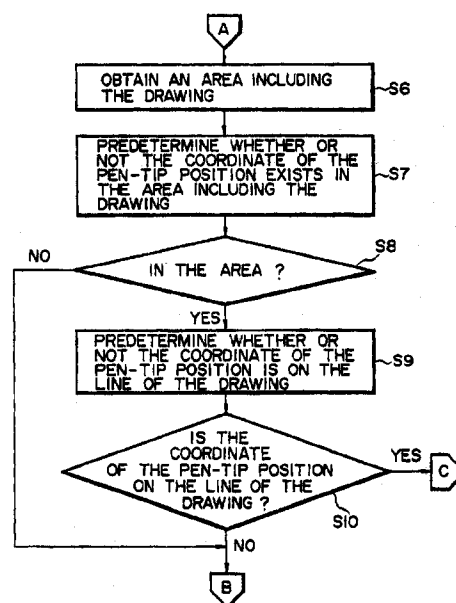 A
OBTAIN AN AREA INCLUDING
THE DRAWING
S6
PREDETERMINE WHETHER OR
NOT THE COORDINATE OF THE
PEN-TIP POSITION EXISTS IN
THE AREA INCLUDING THE
DRAWING
S7
NO
IN THE AREA ?
S8
YES
PREDETERMINE WHETHER OR
NOT THE COORDINATE OF THE
PEN-TIP POSITION IS ON THE
LINE OF THE DRAWING
S9
IS THE
COORDINATE
OF THE PEN-TIP POSITION
ON THE LINE OF THE
DRAWING ?
YES
C
S10
NO
B